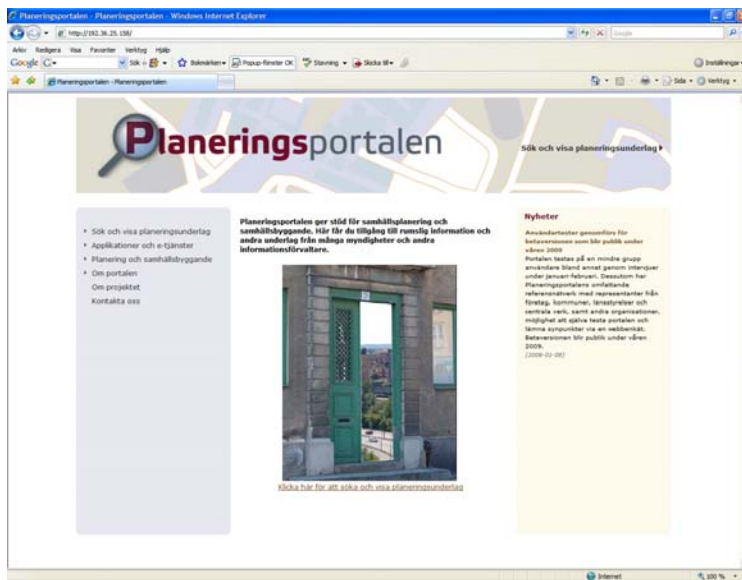 Planeringsportalen - Planeringsportalen - Windows Internet Explorer
http://192.36.25.158/
Google
Arkiv Redigera Visa Favoriter Verktyg Hjälp
Google G Sök Bokmärken Popup-fönster OK Stavning Skicka till Inställningar
Planeringsportalen - Planeringsportalen
Sida Verktyg
Planeringsportalen
Sök och visa planeringsunderlag
Sök och visa planeringsunderlag
Applikationer och e-tjänster
Planering och samhällsbyggande
Om portalen
Om projektet
Kontakta oss
Planeringsportalen ger stöd för samhällsplanering och
samhällsbyggande. Här får du tillgång till rumslig information och
andra underlag från många myndigheter och andra
informationsförvaltare.
Klicka här för att söka och visa planeringsunderlag
Nyheter
Användartester genomförs för
betaversionen som blir publik under
våren 2009
Portalen testas på en mindre grupp
användare bland annat genom intervjuer
under januari-februari. Dessutom har
Planeringsportalens omfattande
referensnätverk med representanter från
företag, kommuner, länsstyrelser och
centrala verk, samt andra organisationer,
möjlighet att själva testa portalen och
lämna synpunkter via en webbenkät.
Betaversionen blir publik under våren
2009.
(2008-01-08)
Internet
100 %